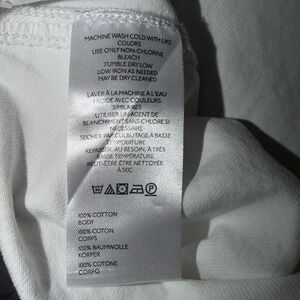 MACHINE WASH COLD WITH LIKE
COLORS
USE ONLY NON-CHLORINE
BLEACH
TUMBLE DRY LOW
LOW IRON AS NEEDED
MAY BE DRY CLEANED
LAVER À LA MACHINE À L'EAU
FROIDE AVEC COULEURS
SIMILAIRES
UTILISER UN AGENT DE
BLANCHIMENT SANS CHLORE SI
NÉCESSAIRE
SÉCHER PAR CULBUTAGE À BASSE
TEMPÉRATURE
REPASSER, AU BESOIN, À TRÈS
BASSE TEMPÉRATURE
PEUT-ÊTRE ÊTRE NETTOYÉE
À SEC
100% COTTON
BODY
100% COTON
CORPS
100% BAUMWOLLE
KÖRPER
100% COTONE
CORPO